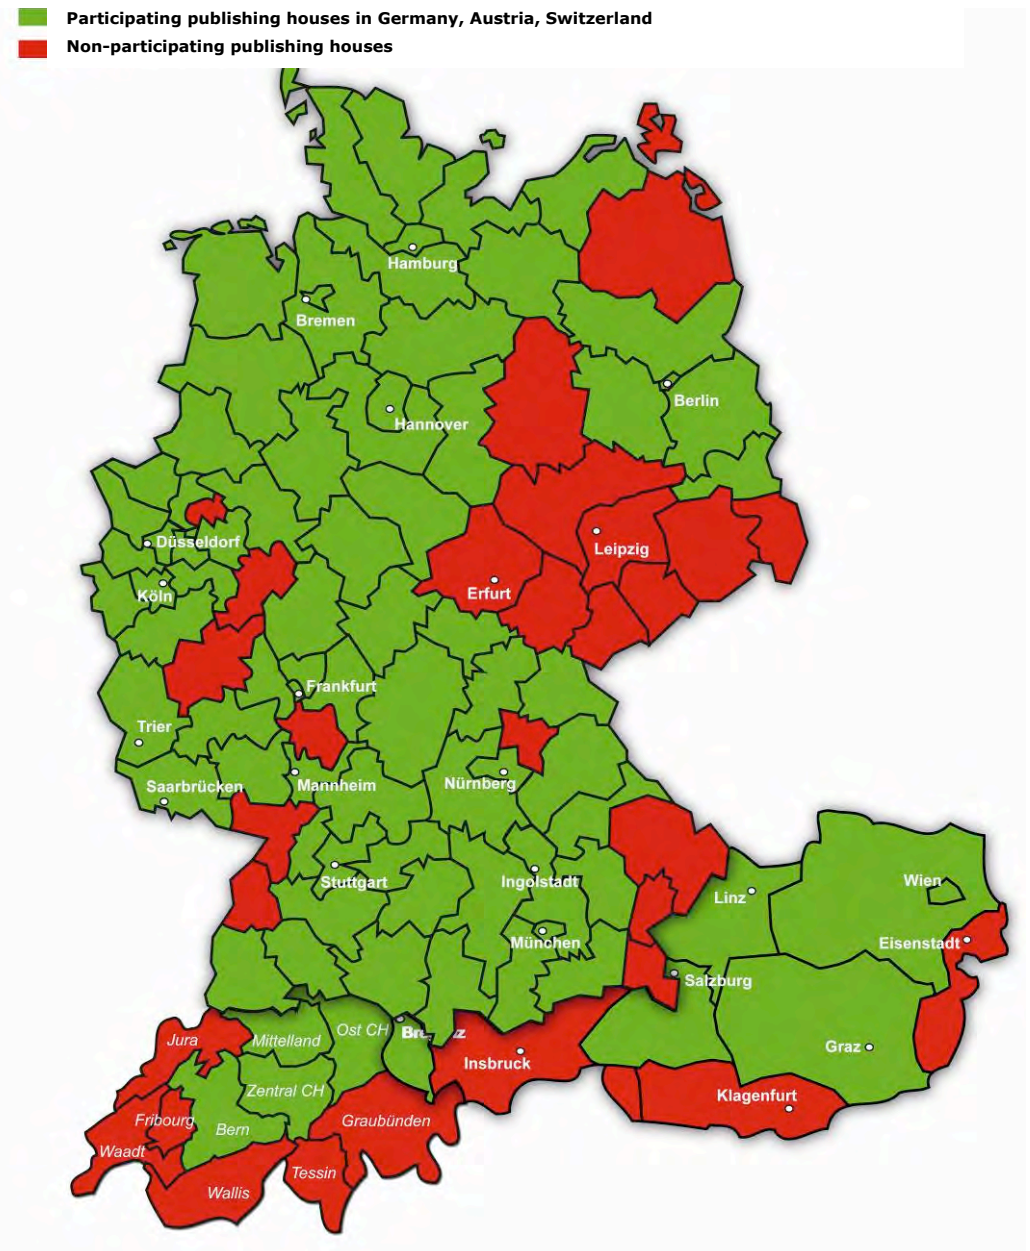 Participating publishing houses in Germany, Austria, Switzerland
Non-participating publishing houses
Hamburg
Bremen
Berlin
Hannover
Düsseldorf
Leipzig
Köln
Erfurt
Frankfurt
Trier
Saarbrücken
Mannheim
Nürnberg
Stuttgart
Ingolstadt
Linz
Wien
München
Eisenstadt
Salzburg
Jura
Mittelland
Ost CH
Insbruck
Graz
Zentral CH
Klagenfurt
Fribourg
Bern
Graubünden
Waadt
Tessin
Wallis